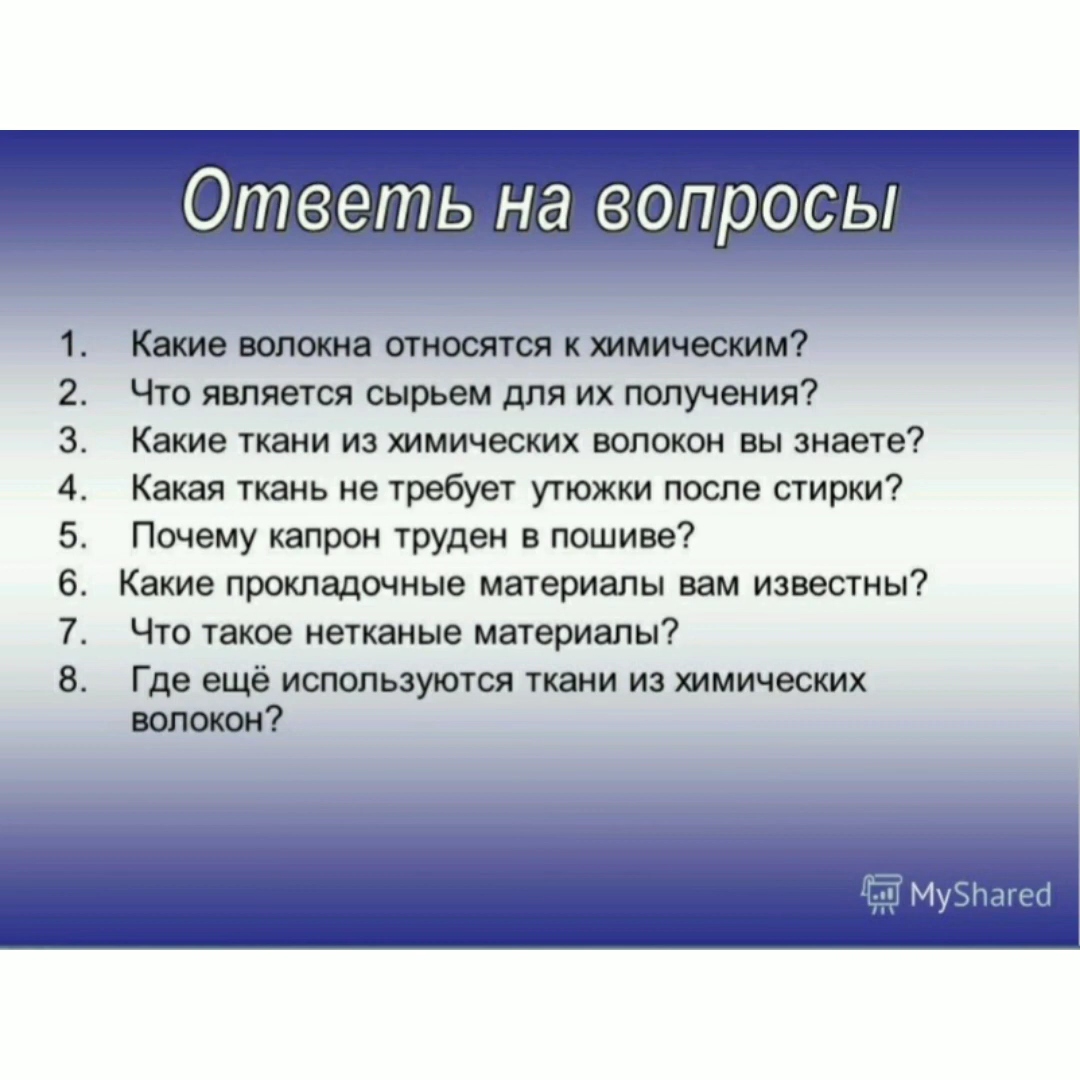 Ответь на вопросы
1. Какие волокна относятся к химическим?
2. Что является сырьем для их получения?
3. Какие ткани из химических волокон вы знаете?
4. Какая ткань не требует утюжки после стирки?
5. Почему капрон труден в пошиве?
6. Какие прокладочные материалы вам известны?
7. Что такое нетканые материалы?
8. Где ещё используются ткани из химических
волокон?
MyShared